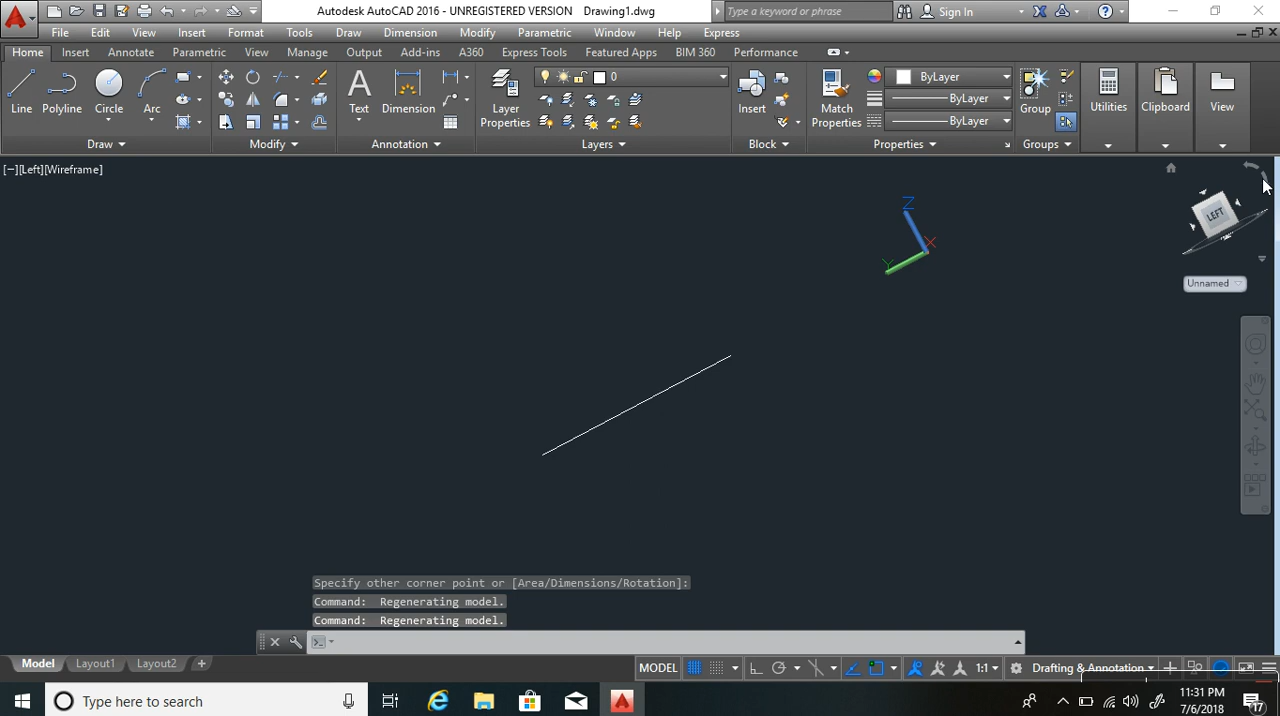 Autodesk AutoCAD 2016 - UNREGISTERED VERSION Drawing1.dwg
Type a keyword or phrase
Sign In
File Edit View Insert Format Tools Draw Dimension Modify Parametric Window Help Express
Home Insert Annotate Parametric View Manage Output Add-ins A360 Express Tools Featured Apps BIM 360 Performance
0
ByLayer
ByLayer
ByLayer
Line Polyline Circle Arc Text Dimension Layer Properties Insert Match Properties Group Utilities Clipboard View
Draw Modify Annotation Layers Block Properties Groups
[−][Left][Wireframe]
Z
X
Y
LEFT
Unnamed
Specify other corner point or [Area/Dimensions/Rotation]:
Command: Regenerating model.
Command: Regenerating model.
Model Layout1 Layout2 +
MODEL
1:1
Drafting & Annotation
Type here to search
11:31 PM
7/6/2018
17